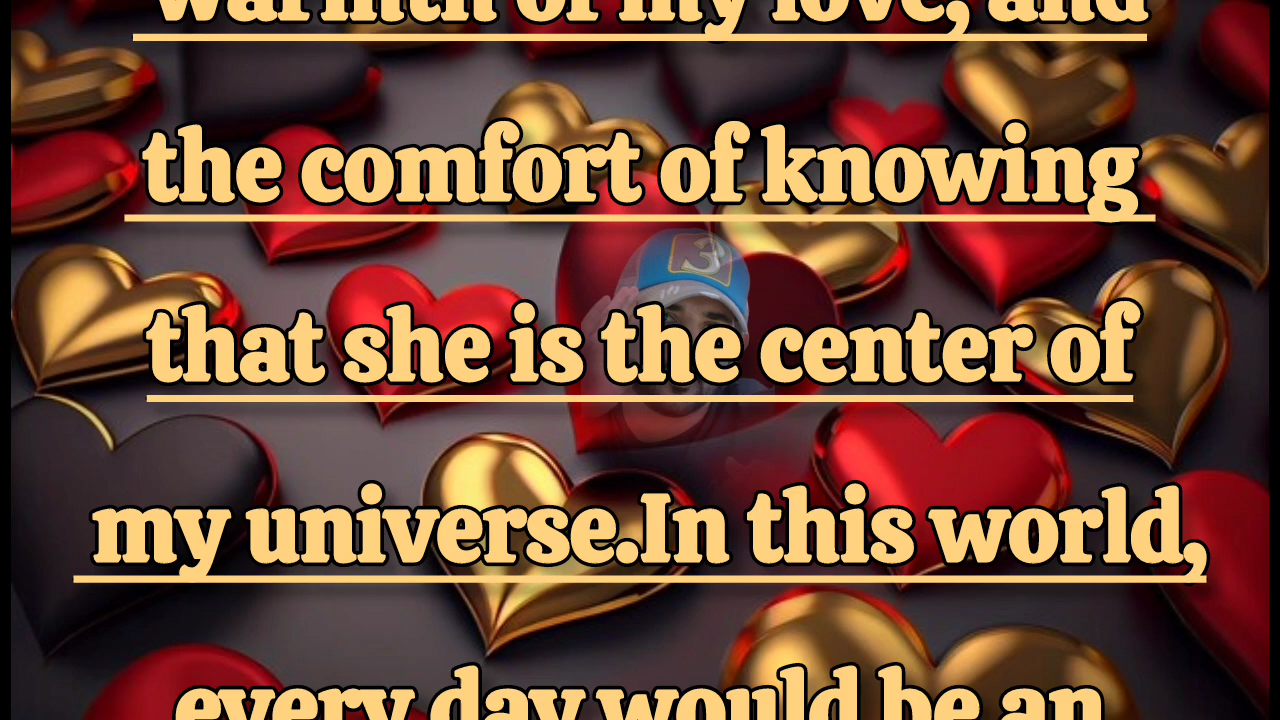 warmth of my love, and
the comfort of knowing
3
that she is the center of
my universe.In this world,
every day would be an